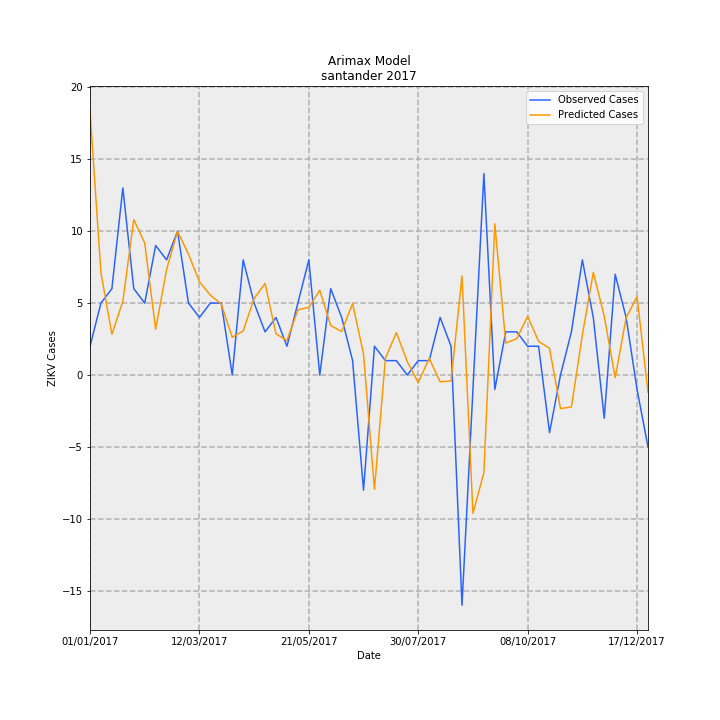 Arimax Model
santander 2017
Observed Cases
Predicted Cases
20
15
10
5
0
−5
−10
−15
ZIKV Cases
01/01/2017 12/03/2017 21/05/2017 30/07/2017 08/10/2017 17/12/2017
Date